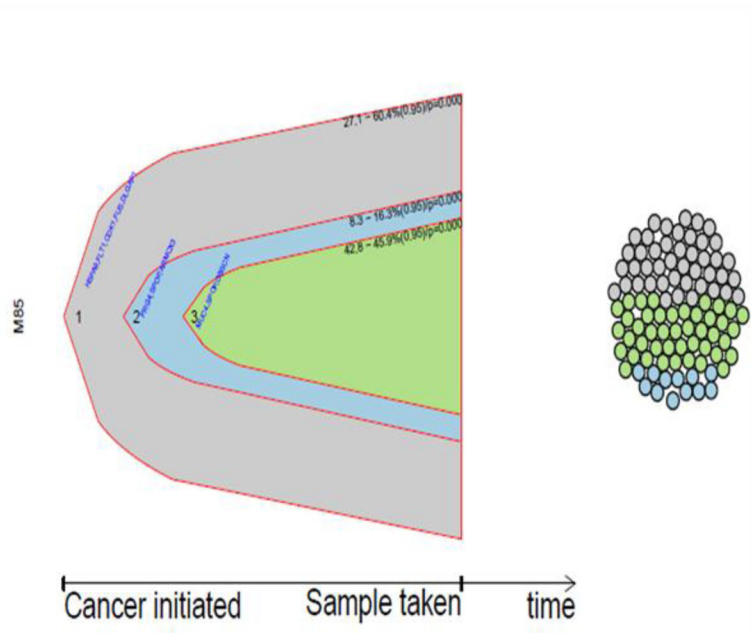 27.1 − 60.4%(0.95)/p=0.000
8.3 − 16.3%(0.95)/p=0.000
42.8 − 45.9%(0.95)/p=0.000
1
2
3
M85
Cancer initiated
Sample taken
time